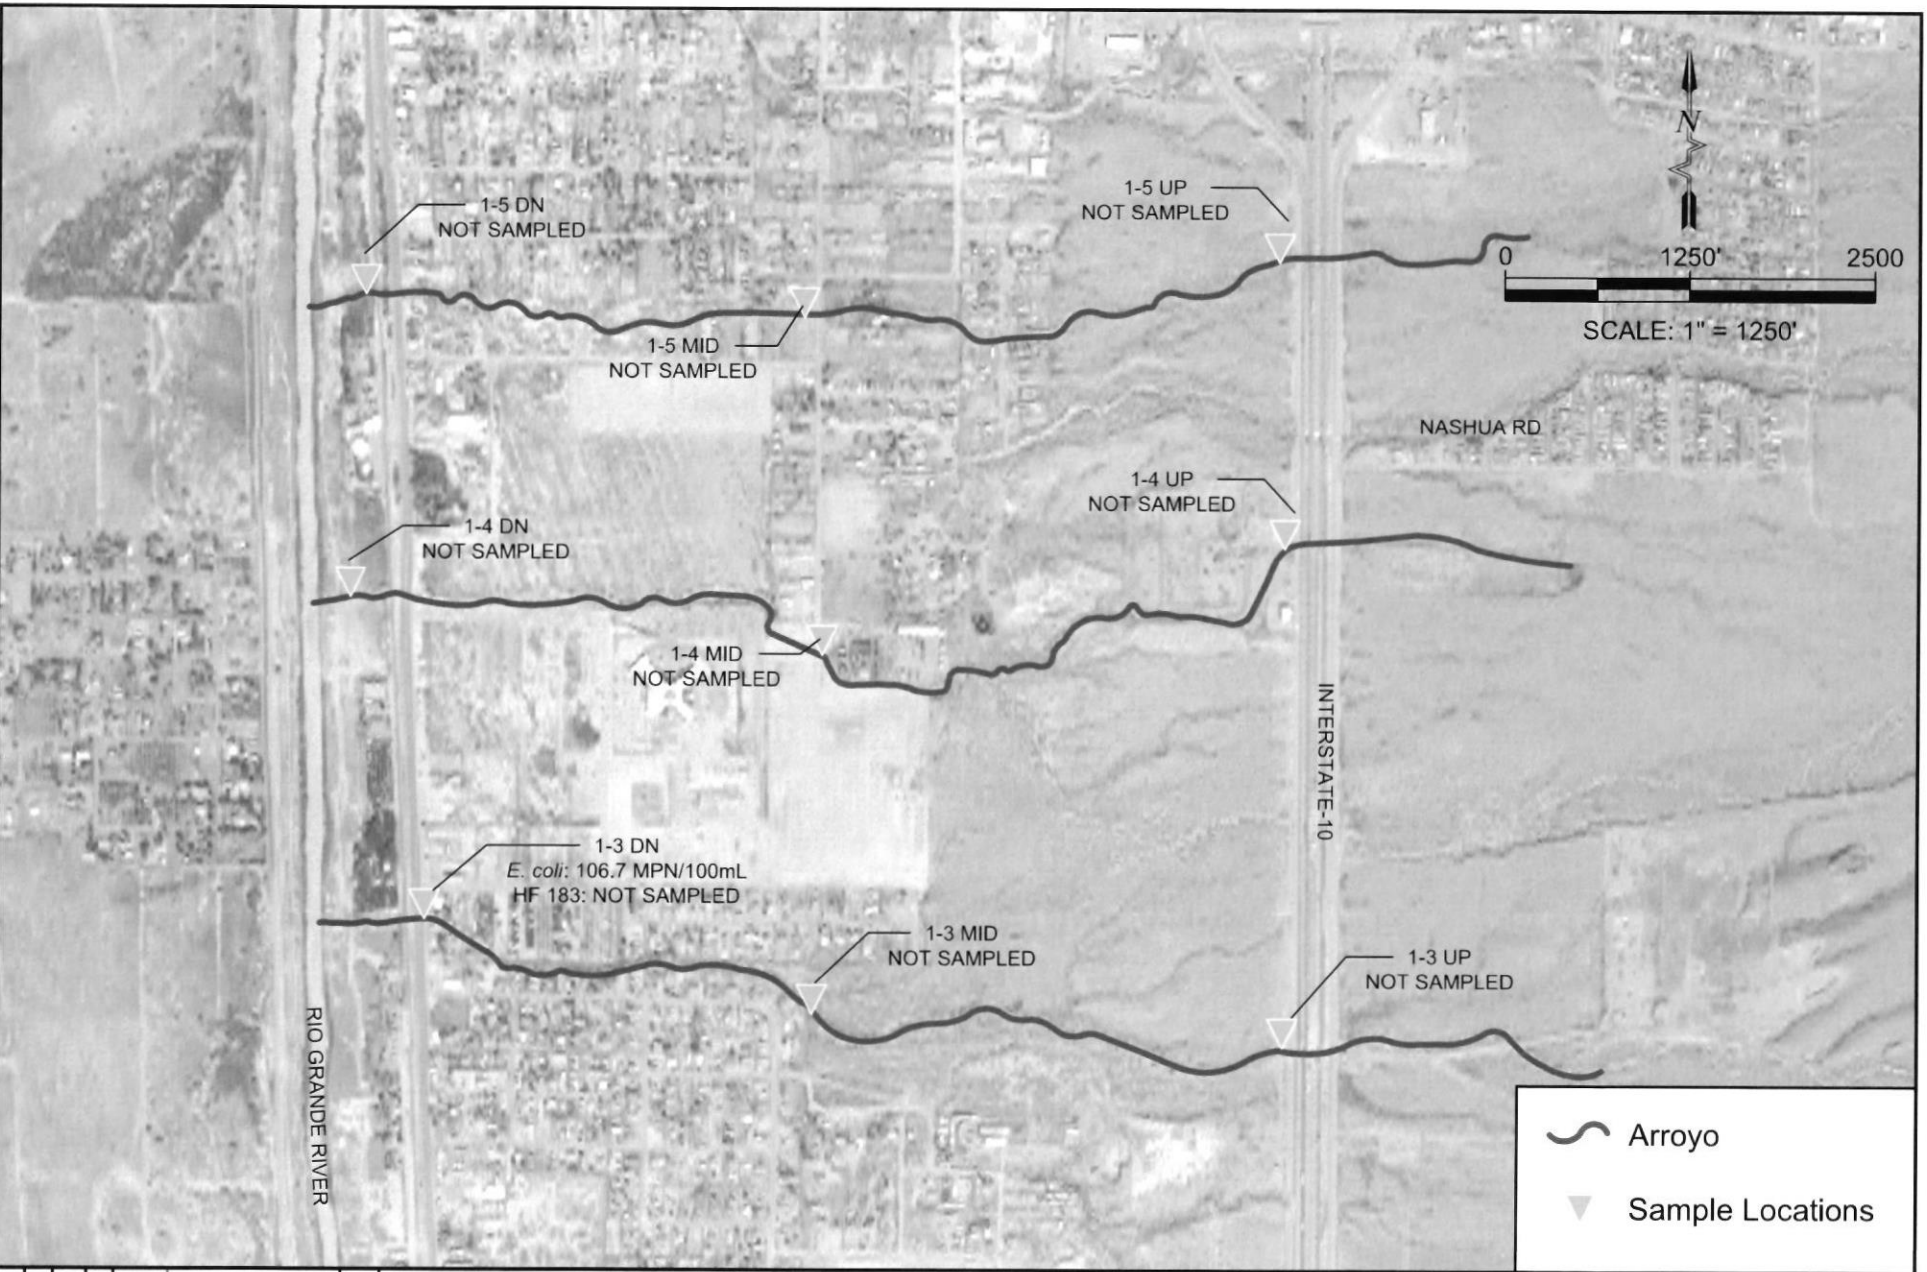 N
0 1250' 2500
SCALE: 1" = 1250'
1-5 UP
NOT SAMPLED
1-5 DN
NOT SAMPLED
1-5 MID
NOT SAMPLED
NASHUA RD
1-4 UP
NOT SAMPLED
1-4 DN
NOT SAMPLED
1-4 MID
NOT SAMPLED
INTERSTATE-10
1-3 DN
E. coli: 106.7 MPN/100mL
HF 183: NOT SAMPLED
1-3 MID
NOT SAMPLED
1-3 UP
NOT SAMPLED
RIO GRANDE RIVER
Arroyo
Sample Locations